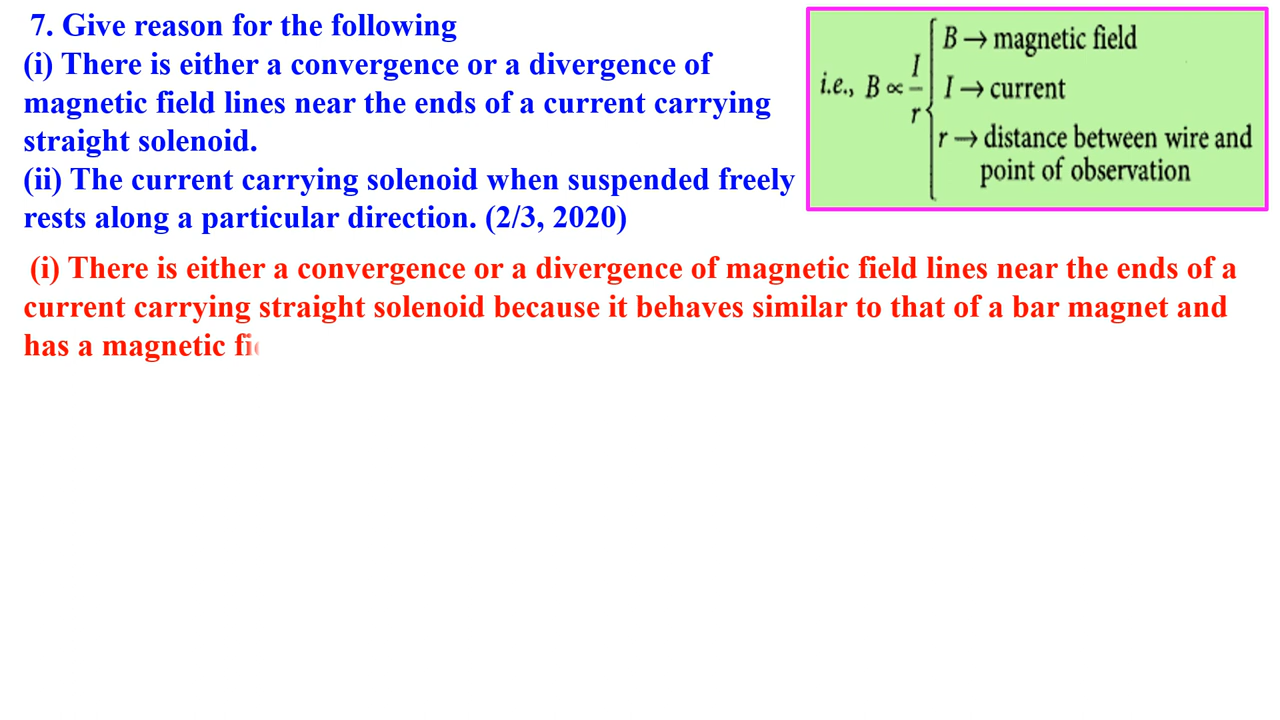 7. Give reason for the following
(i) There is either a convergence or a divergence of
magnetic field lines near the ends of a current carrying
straight solenoid.
(ii) The current carrying solenoid when suspended freely
rests along a particular direction. (2/3, 2020)
i.e., B ∝ I/r
B → magnetic field
I → current
r → distance between wire and
point of observation
(i) There is either a convergence or a divergence of magnetic field lines near the ends of a
current carrying straight solenoid because it behaves similar to that of a bar magnet and
has a magnetic